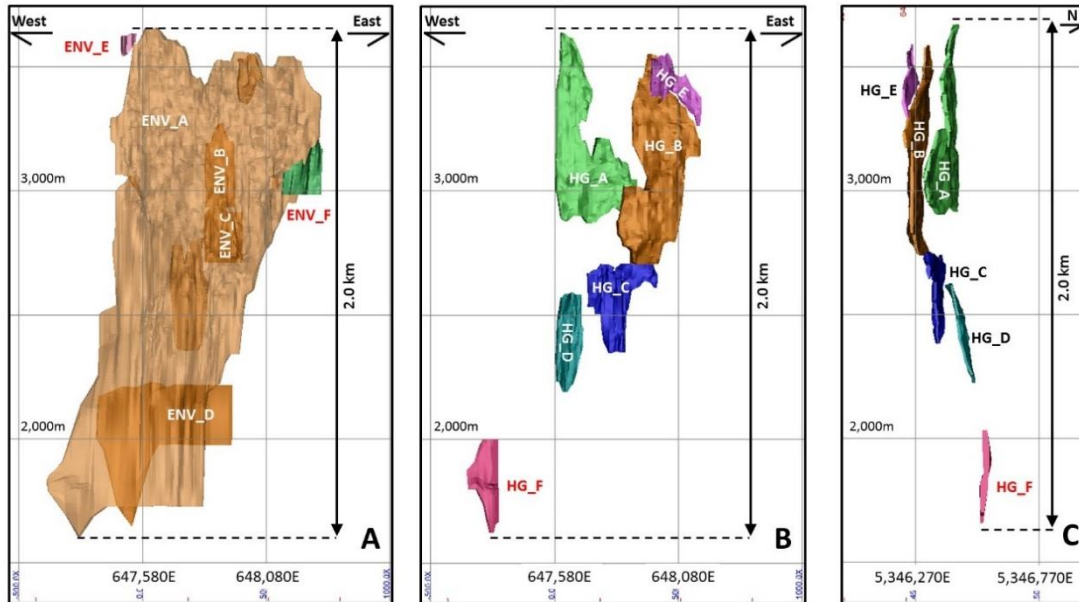 West
East
ENV_E
ENV_A
ENV_B
ENV_C
3,000m
ENV_F
2.0 km
2,000m
ENV_D
A
647,580E
648,080E
West
East
HG_E
HG_B
HG_A
3,000m
HG_C
2.0 km
HG_D
2,000m
HG_F
B
647,580E
648,080E
N
HG_E
HG_B
HG_A
3,000m
HG_C
2.0 km
HG_D
2,000m
HG_F
C
5,346,270E
5,346,770E